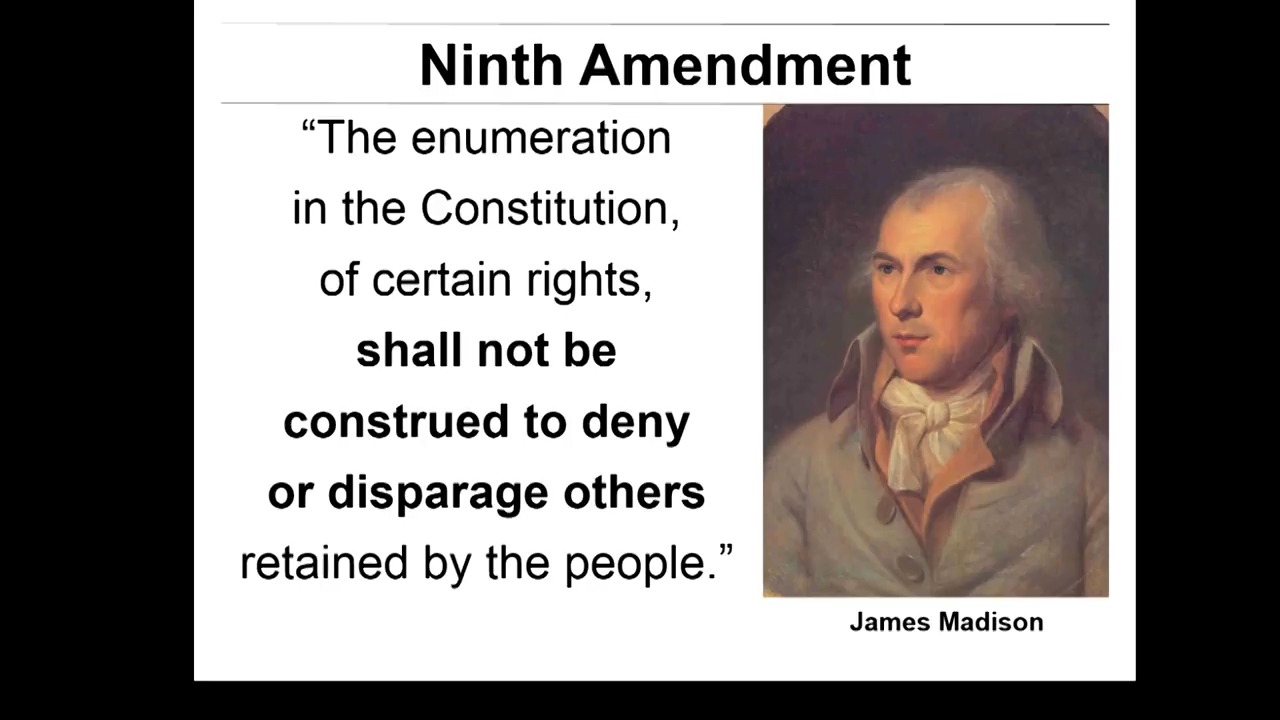 Ninth Amendment
“The enumeration
in the Constitution,
of certain rights,
shall not be
construed to deny
or disparage others
retained by the people.”
James Madison